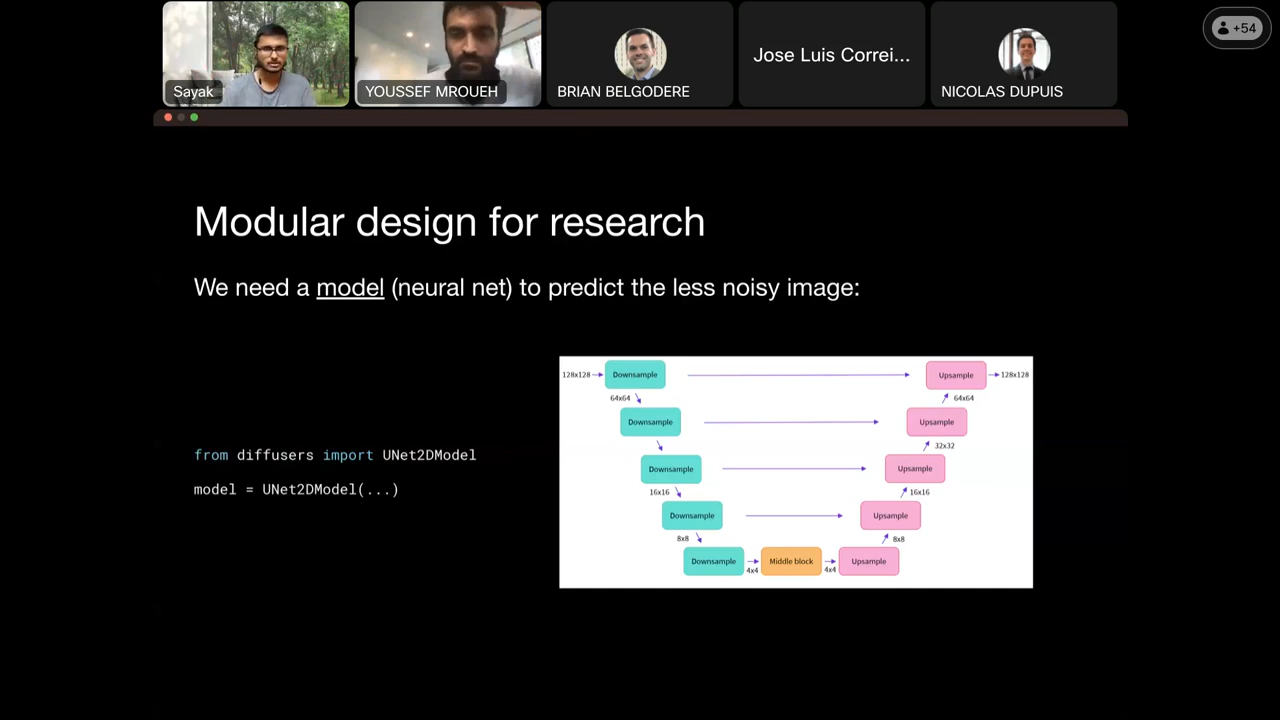 Sayak
YOUSSEF MROUEH
BRIAN BELGODERE
Jose Luis Correi...
NICOLAS DUPUIS
+54
Modular design for research
We need a model (neural net) to predict the less noisy image:
from diffusers import UNet2DModel
model = UNet2DModel(...)
128x128
Downsample
Upsample
128x128
64x64
64x64
Downsample
Upsample
32x32
Downsample
Upsample
16x16
16x16
Downsample
Upsample
8x8
8x8
Downsample
4x4
Middle block
4x4
Upsample